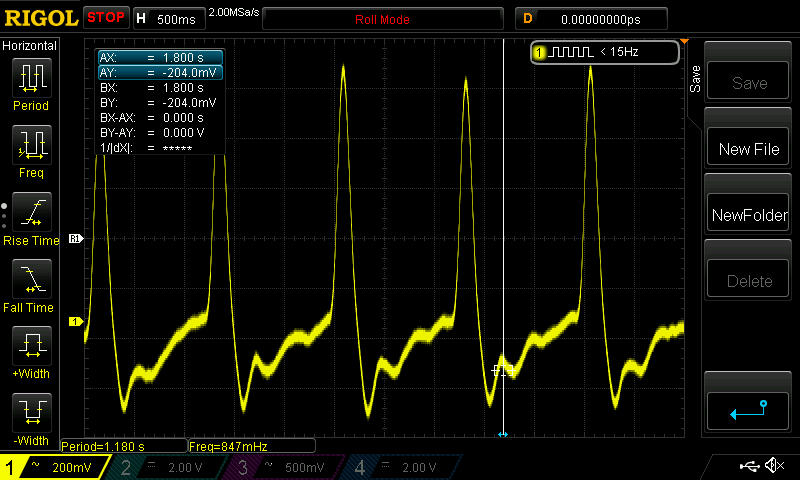 RIGOL STOP H 500ms 2.00MSa/s Roll Mode D 0.00000000ps
Horizontal
1 < 15Hz
Period
Freq
Rise Time
Fall Time
+Width
-Width
AX: = 1.800 s
AY: = -204.0mV
BX: = 1.800 s
BY: = -204.0mV
BX-AX: = 0.000 s
BY-AY: = 0.000 V
1/|dX|: = *****
R1
1
Save
Save
New File
NewFolder
Delete
Period=1.180 s Freq=847mHz
1 ~ 200mV 2 2.00 V 3 ~ 500mV 4 2.00 V